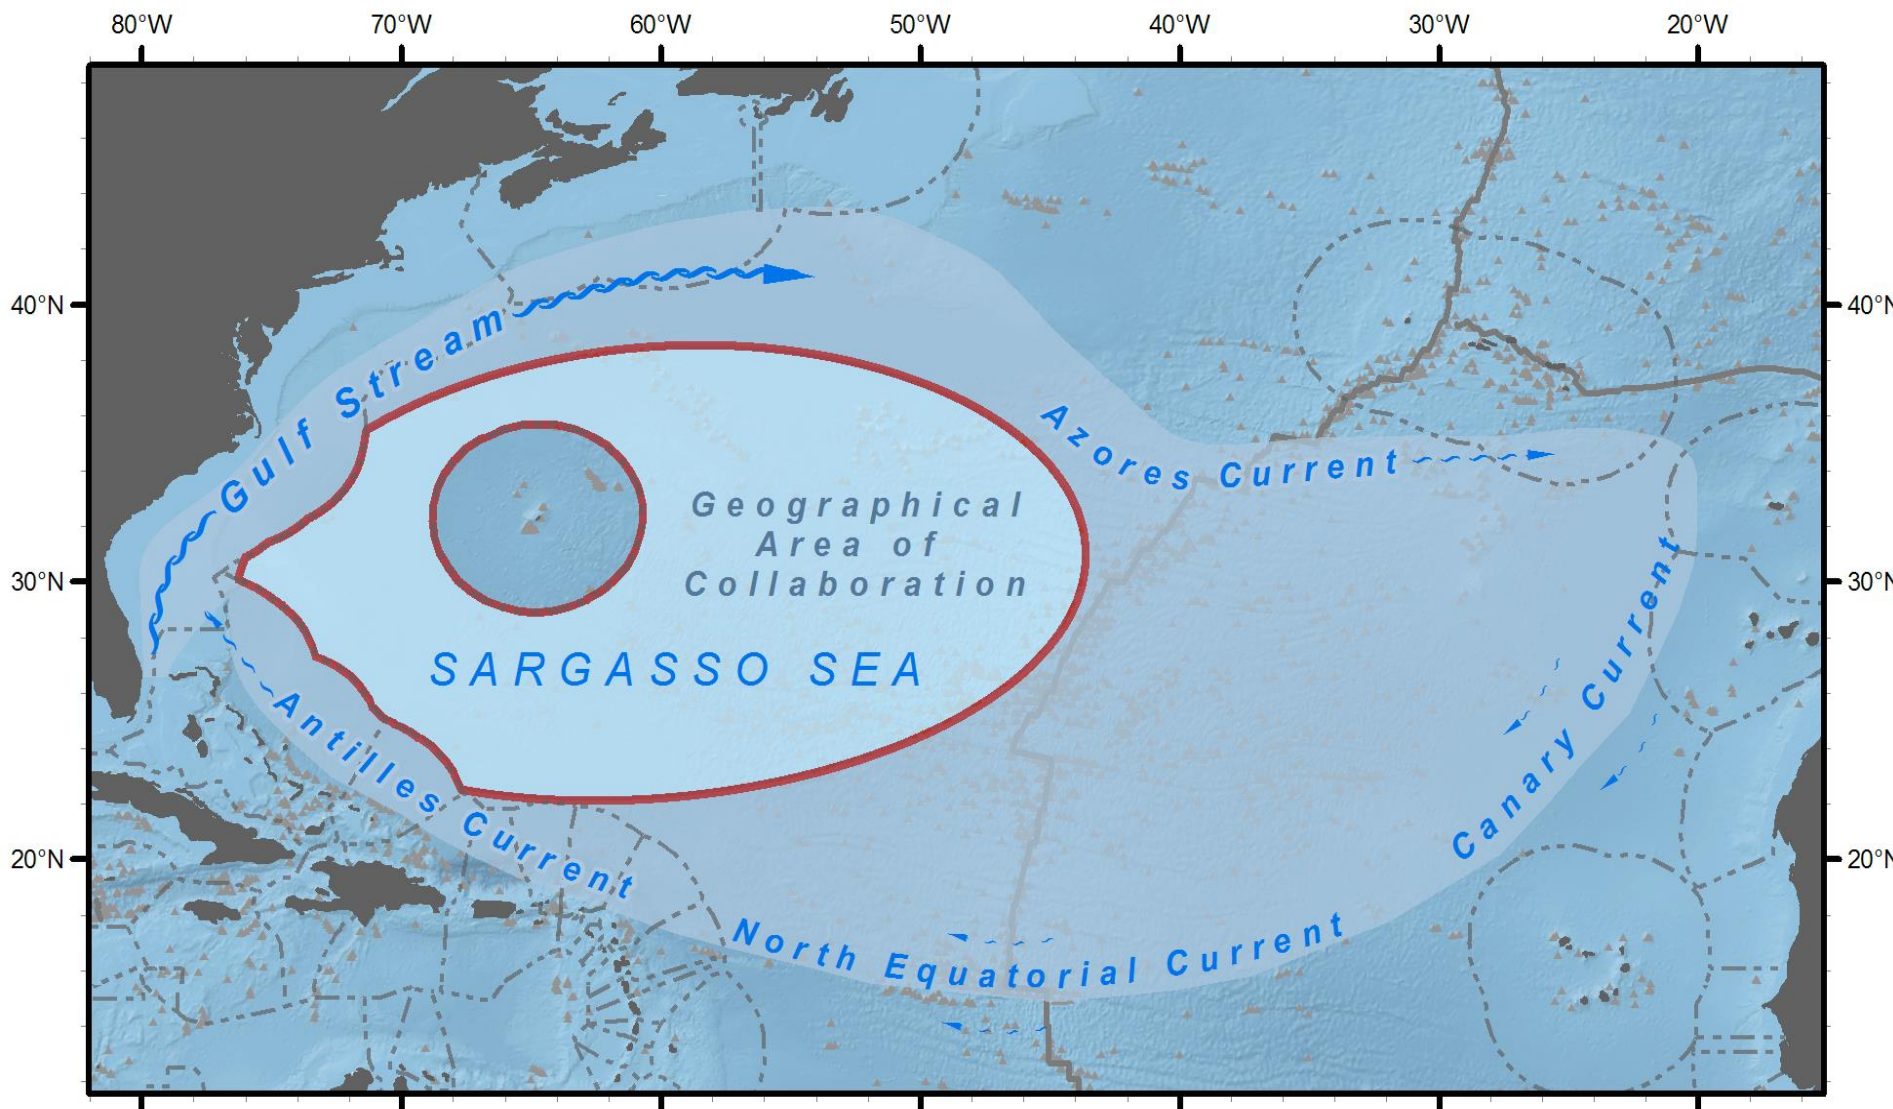 80°W 70°W 60°W 50°W 40°W 30°W 20°W
40°N 40°N
Gulf Stream
Azores Current
Geographical
Area of
Collaboration
30°N 30°N
SARGASSO SEA
Antilles Current
Canary Current
20°N 20°N
North Equatorial Current